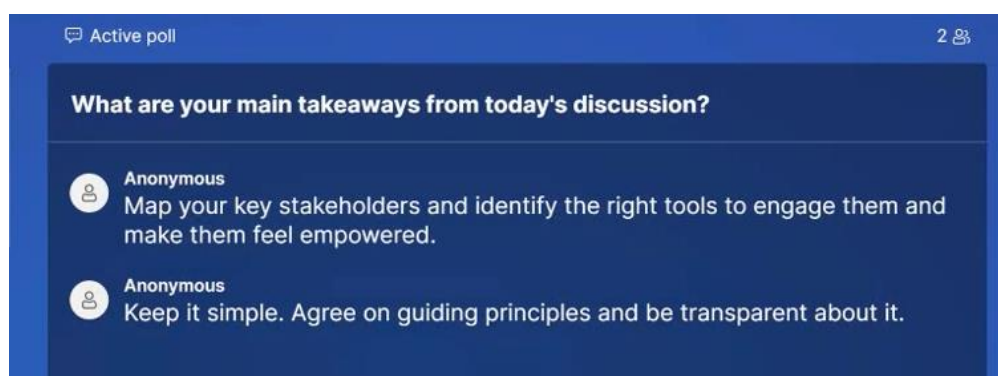 Active poll
2
What are your main takeaways from today's discussion?
Anonymous
Map your key stakeholders and identify the right tools to engage them and
make them feel empowered.
Anonymous
Keep it simple. Agree on guiding principles and be transparent about it.